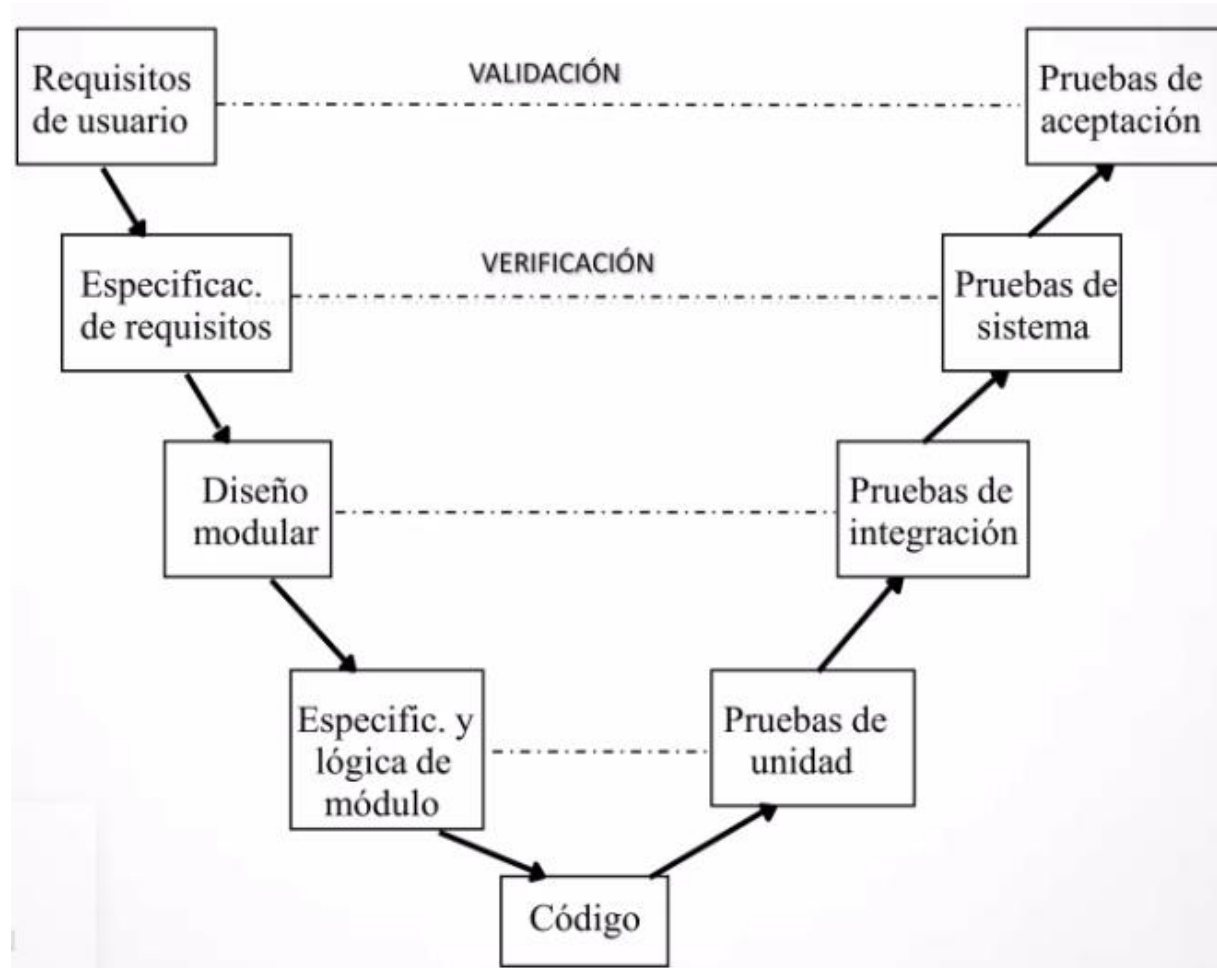 Requisitos
de usuario
VALIDACIÓN
Pruebas de
aceptación
Especificac.
de requisitos
VERIFICACIÓN
Pruebas de
sistema
Diseño
modular
Pruebas de
integración
Especific. y
lógica de
módulo
Pruebas de
unidad
Código